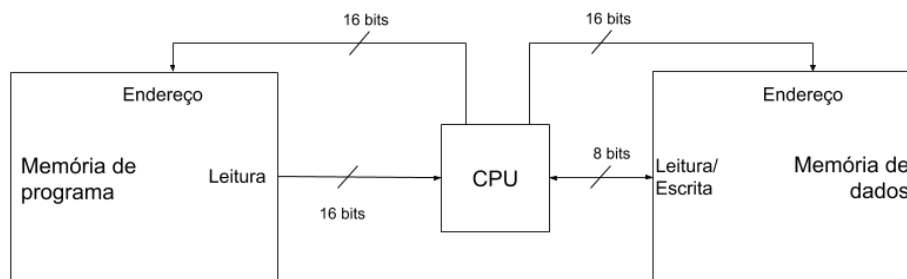 16 bits
16 bits
Endereço
Endereço
Memória de
programa
Leitura
16 bits
CPU
8 bits
Leitura/
Escrita
Memória de
dados